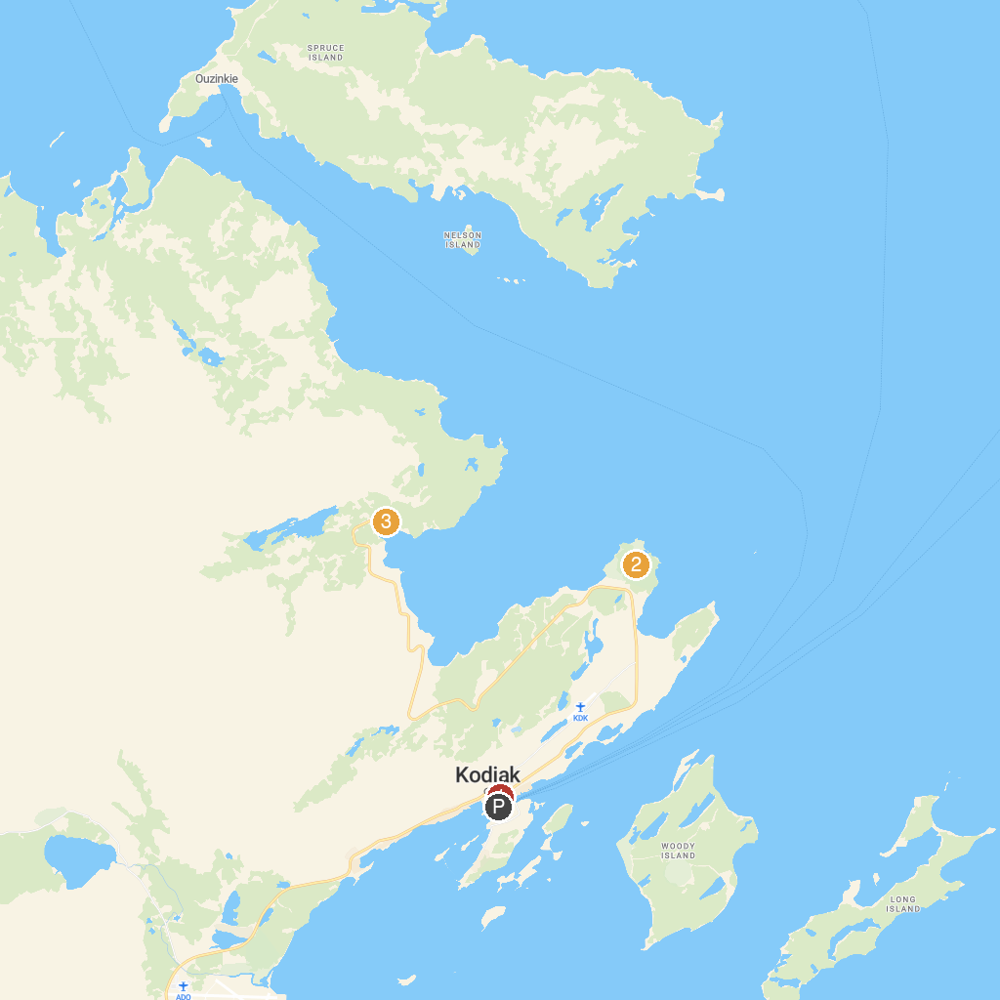 SPRUCE
ISLAND
Ouzinkie
NELSON
ISLAND
3
2
KDK
Kodiak
P
WOODY
ISLAND
LONG
ISLAND
ADQ